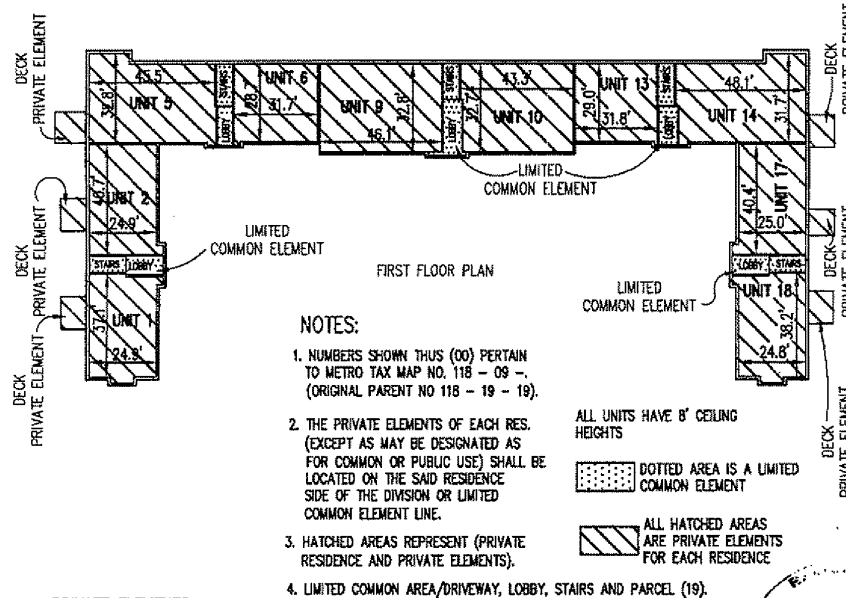 DECK
PRIVATE ELEMENT
43.5'
STAIRS
UNIT 6
UNIT 5
LOBBY
31.7'
UNIT 9
46.1'
32.8'
STAIRS
43.3'
32.7'
UNIT 10
UNIT 13
29.0'
31.8'
STAIRS
LOBBY
48.1'
UNIT 14
31.7'
DECK
PRIVATE ELEMENT
LIMITED
COMMON ELEMENT
DECK
PRIVATE ELEMENT
UNIT 2
24.9'
LIMITED
COMMON ELEMENT
STAIRS
LOBBY
FIRST FLOOR PLAN
40.4'
UNIT 17
25.0'
DECK
PRIVATE ELEMENT
LIMITED
COMMON ELEMENT
LOBBY
STAIRS
UNIT 18
38.2'
24.8'
DECK
PRIVATE ELEMENT
DECK
PRIVATE ELEMENT
37.1'
UNIT 1
24.9'
NOTES:
1. NUMBERS SHOWN THUS (00) PERTAIN
TO METRO TAX MAP NO. 118 - 09 -.
(ORIGINAL PARENT NO 118 - 19 - 19).
2. THE PRIVATE ELEMENTS OF EACH RES.
(EXCEPT AS MAY BE DESIGNATED AS
FOR COMMON OR PUBLIC USE) SHALL BE
LOCATED ON THE SAID RESIDENCE
SIDE OF THE DIVISION OR LIMITED
COMMON ELEMENT LINE.
3. HATCHED AREAS REPRESENT (PRIVATE
RESIDENCE AND PRIVATE ELEMENTS).
4. LIMITED COMMON AREA/DRIVEWAY, LOBBY, STAIRS AND PARCEL (19).
ALL UNITS HAVE 8' CEILING
HEIGHTS
DOTTED AREA IS A LIMITED
COMMON ELEMENT
ALL HATCHED AREAS
ARE PRIVATE ELEMENTS
FOR EACH RESIDENCE